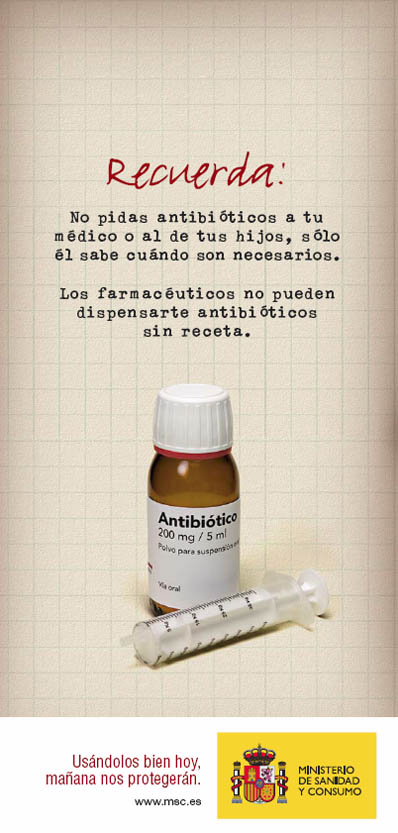 Recuerda:
No pidas antibióticos a tu
médico o al de tus hijos, sólo
él sabe cuándo son necesarios.
Los farmacéuticos no pueden
dispensarte antibióticos
sin receta.
Antibiótico
200 mg / 5 ml
Polvo para suspensión
Vía oral
Usándolos bien hoy,
mañana nos protegerán.
www.msc.es
MINISTERIO
DE SANIDAD
Y CONSUMO